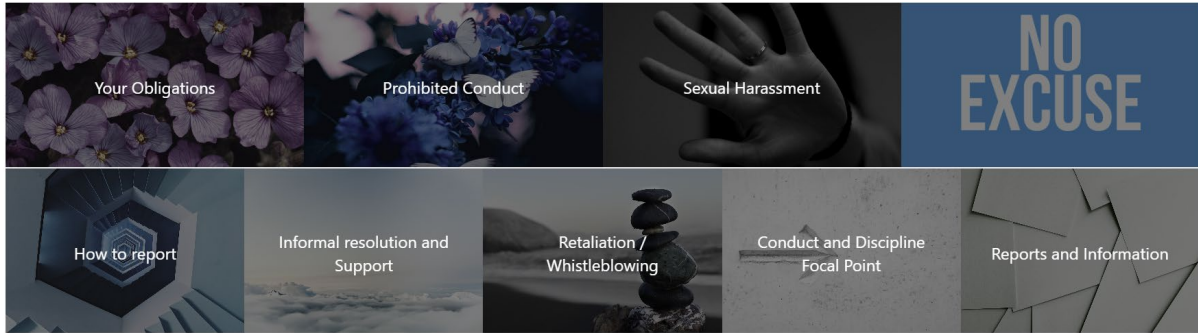 Your Obligations
Prohibited Conduct
Sexual Harassment
NO
EXCUSE
How to report
Informal resolution and
Support
Retaliation /
Whistleblowing
Conduct and Discipline
Focal Point
Reports and Information